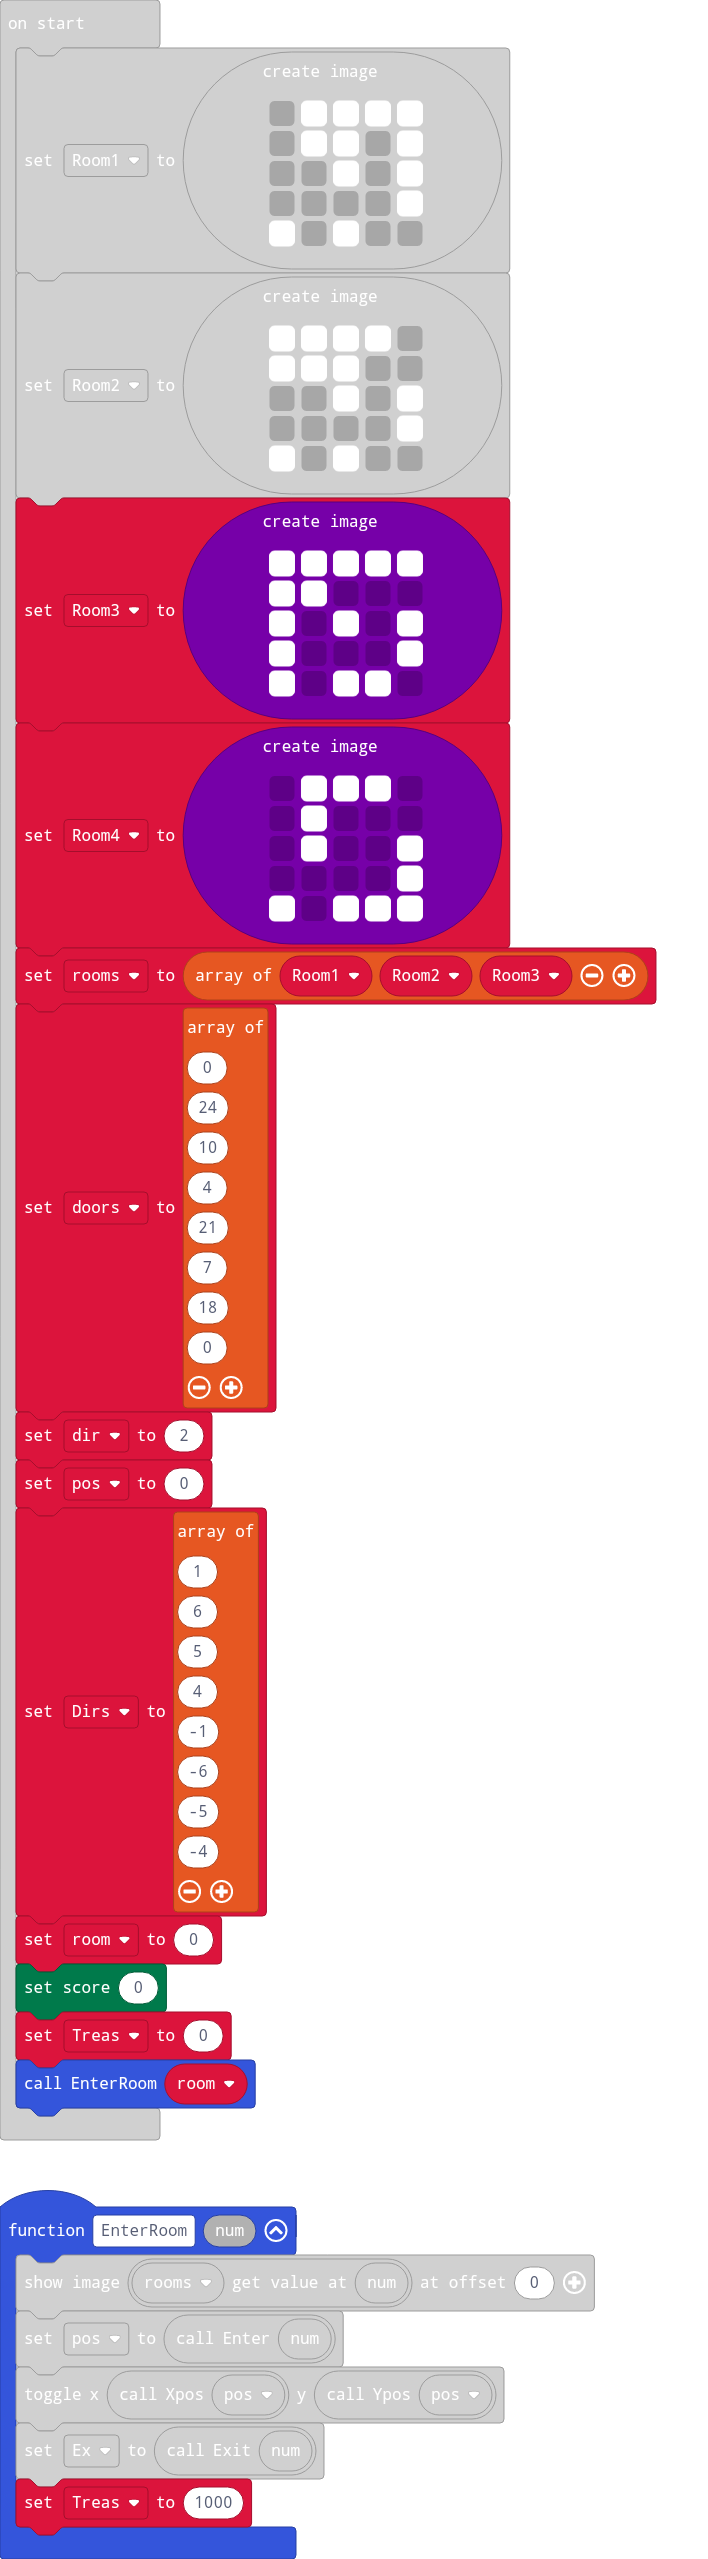 on start
create image
set Room1 to
create image
set Room2 to
create image
set Room3 to
create image
set Room4 to
set rooms to array of Room1 Room2 Room3
array of
0
24
10
4
set doors to
21
7
18
0
set dir to 2
set pos to 0
array of
1
6
5
4
set Dirs to
-1
-6
-5
-4
set room to 0
set score 0
set Treas to 0
call EnterRoom room
function EnterRoom num
show image rooms get value at num at offset 0
set pos to call Enter num
toggle x call Xpos pos y call Ypos pos
set Ex to call Exit num
set Treas to 1000